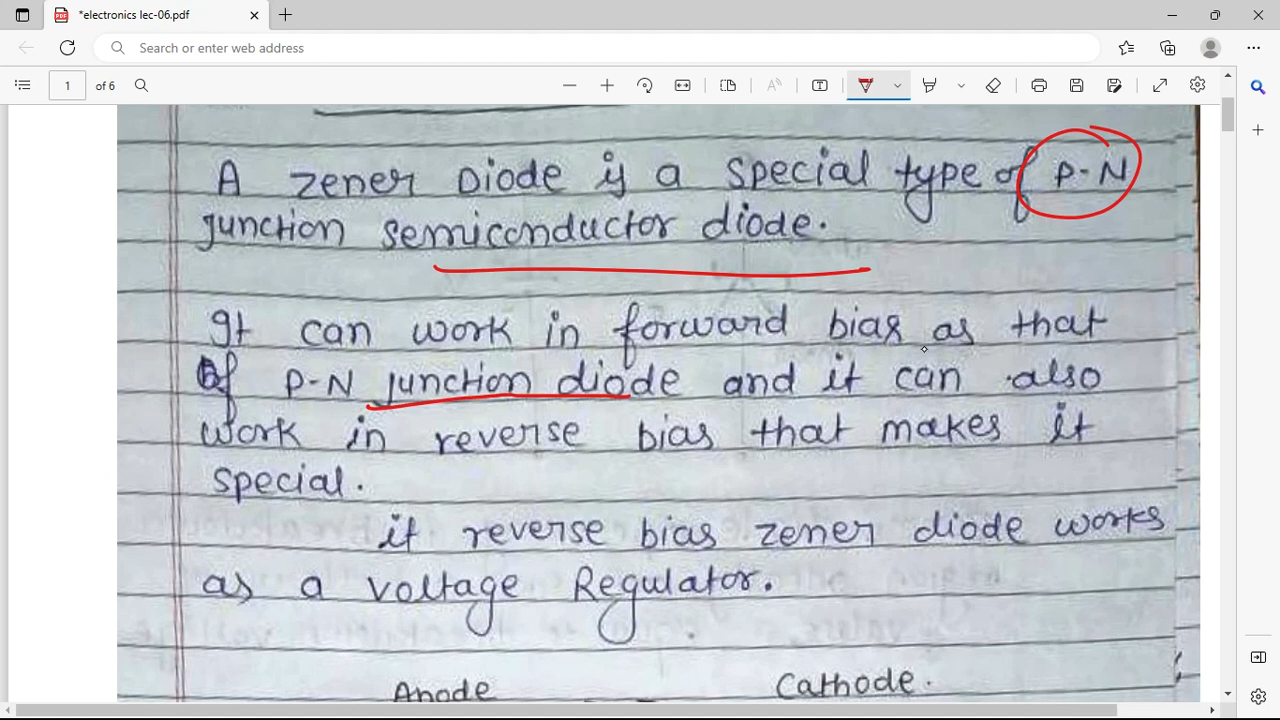 *electronics lec-06.pdf
Search or enter web address
1 of 6
A zener Diode is a special type of P-N
junction semiconductor diode.
It can work in forward bias as that
Of P-N junction diode and it can also
work in reverse bias that makes it
special.
it reverse bias zener diode works
as a voltage Regulator.
Anode Cathode.